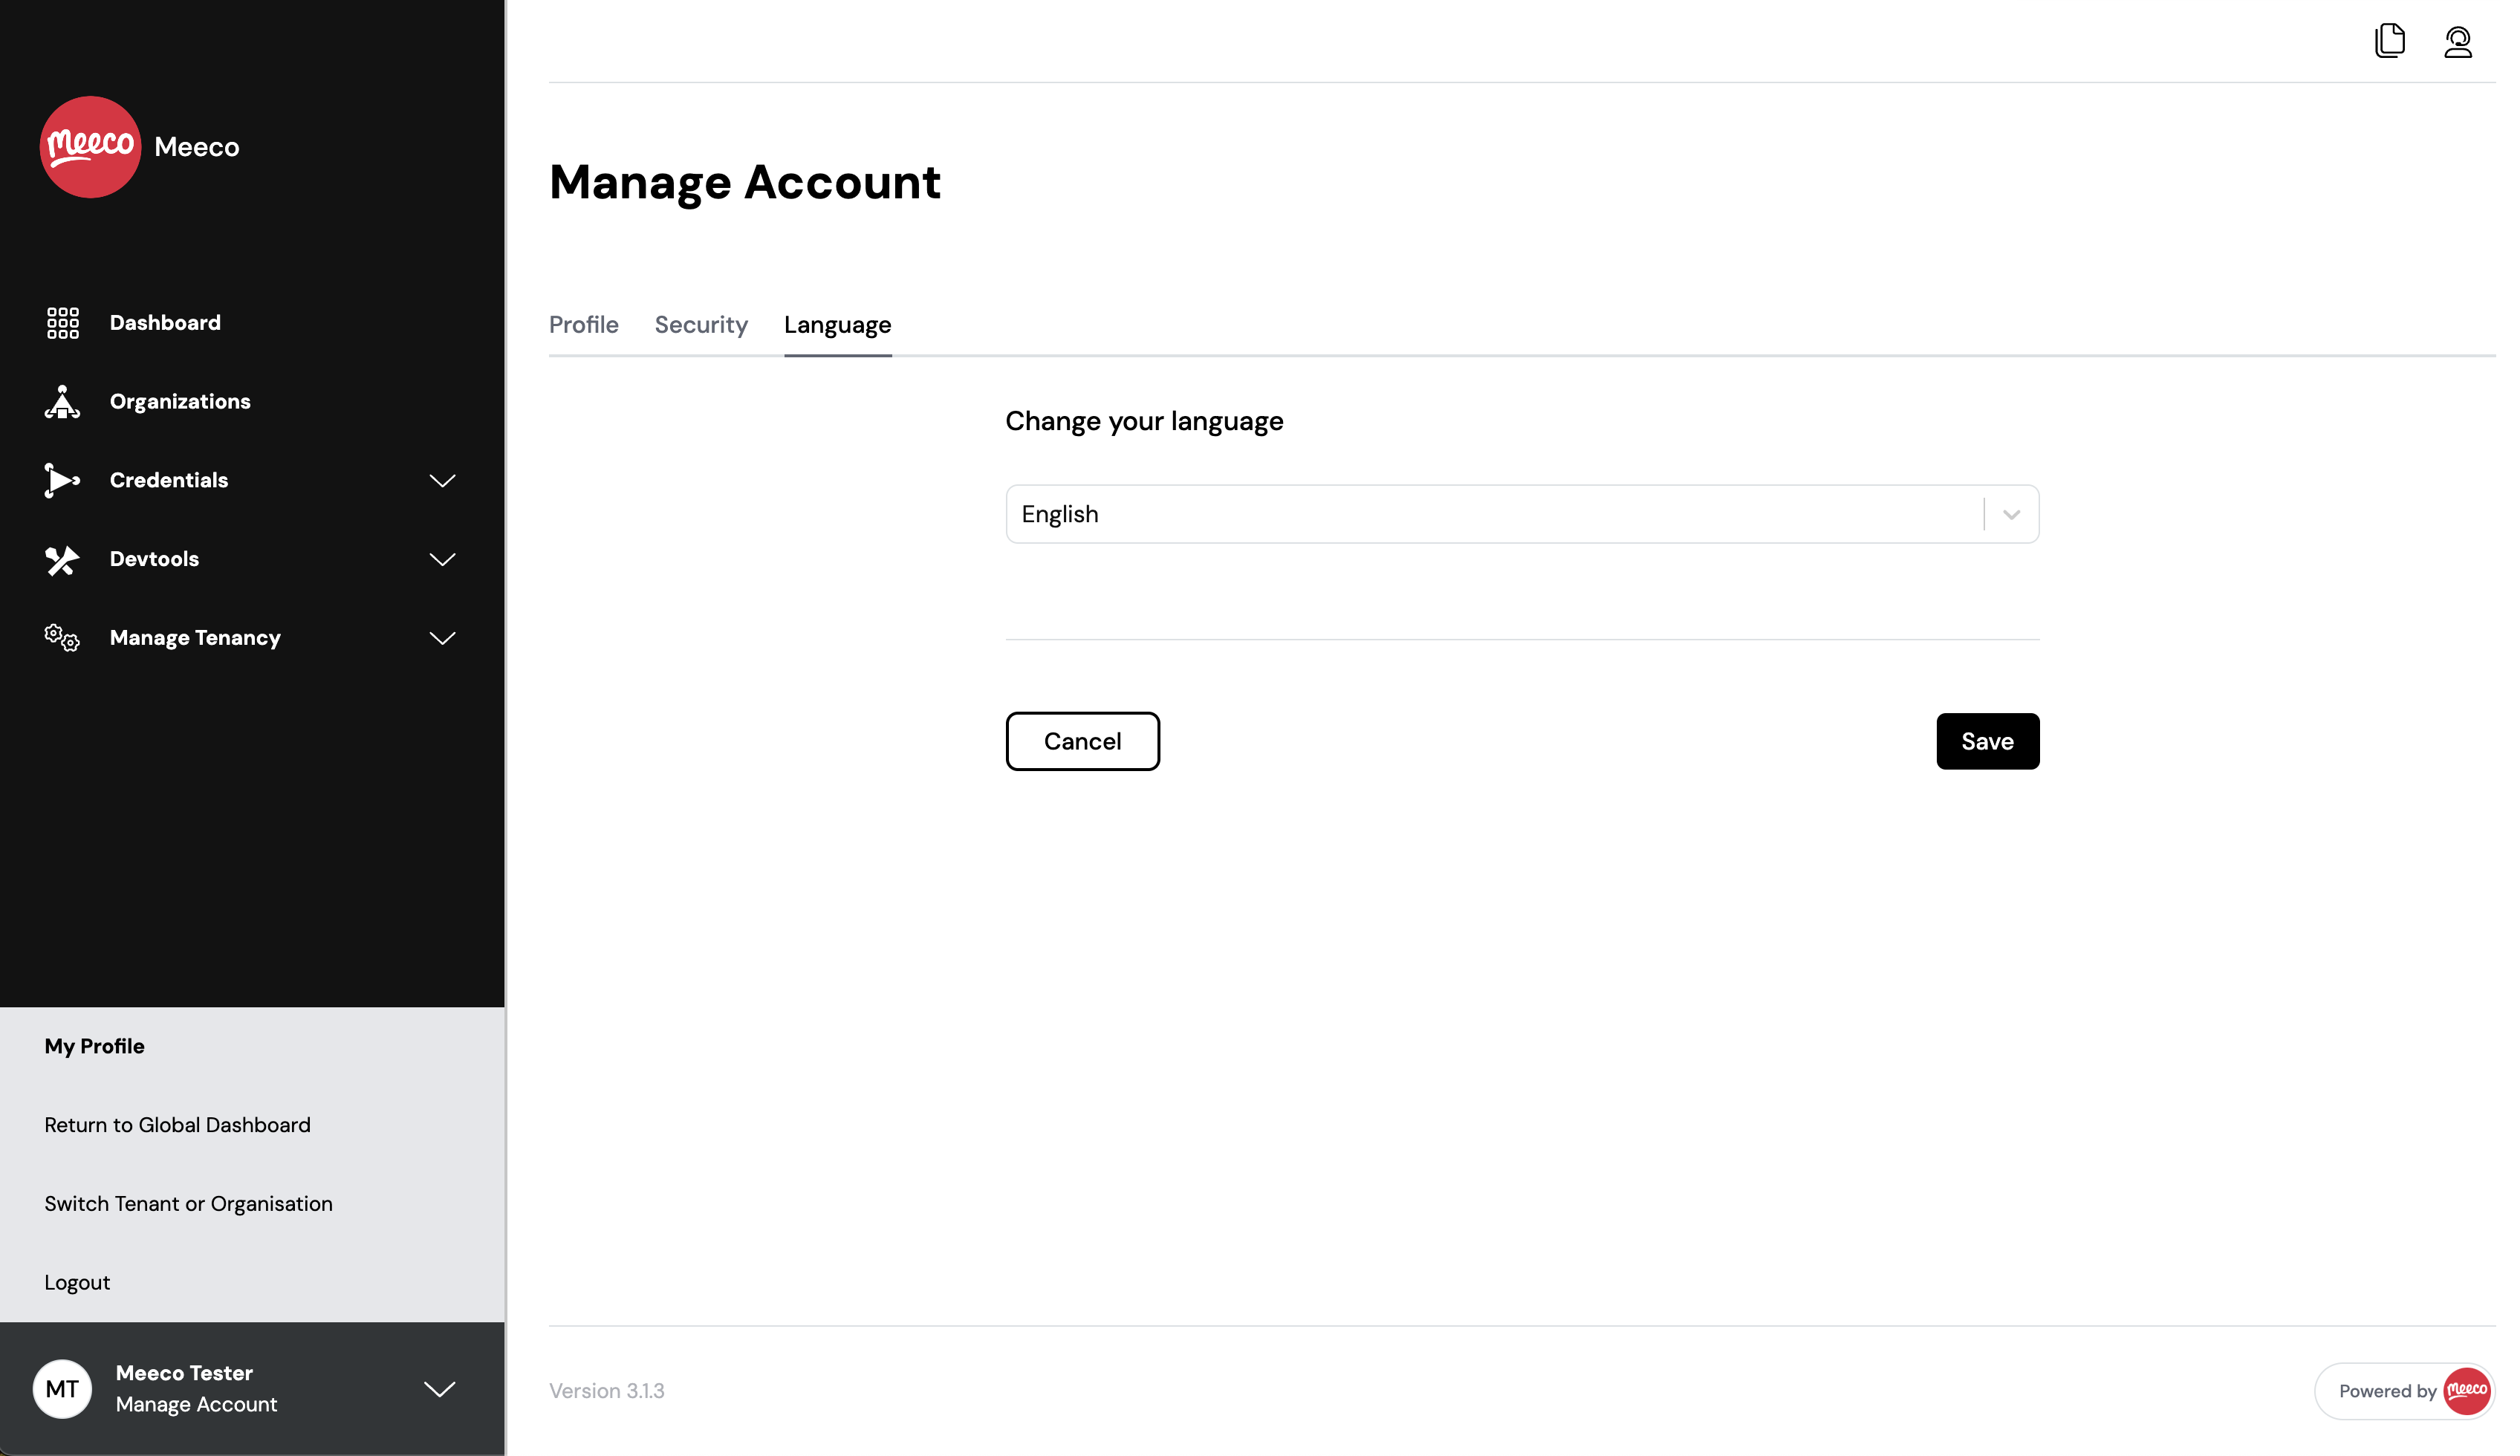 meeco
Meeco
Dashboard
Organizations
Credentials
Devtools
Manage Tenancy
My Profile
Return to Global Dashboard
Switch Tenant or Organisation
Logout
MT
Meeco Tester
Manage Account
Manage Account
Profile
Security
Language
Change your language
English
Cancel
Save
Version 3.1.3
Powered by meeco